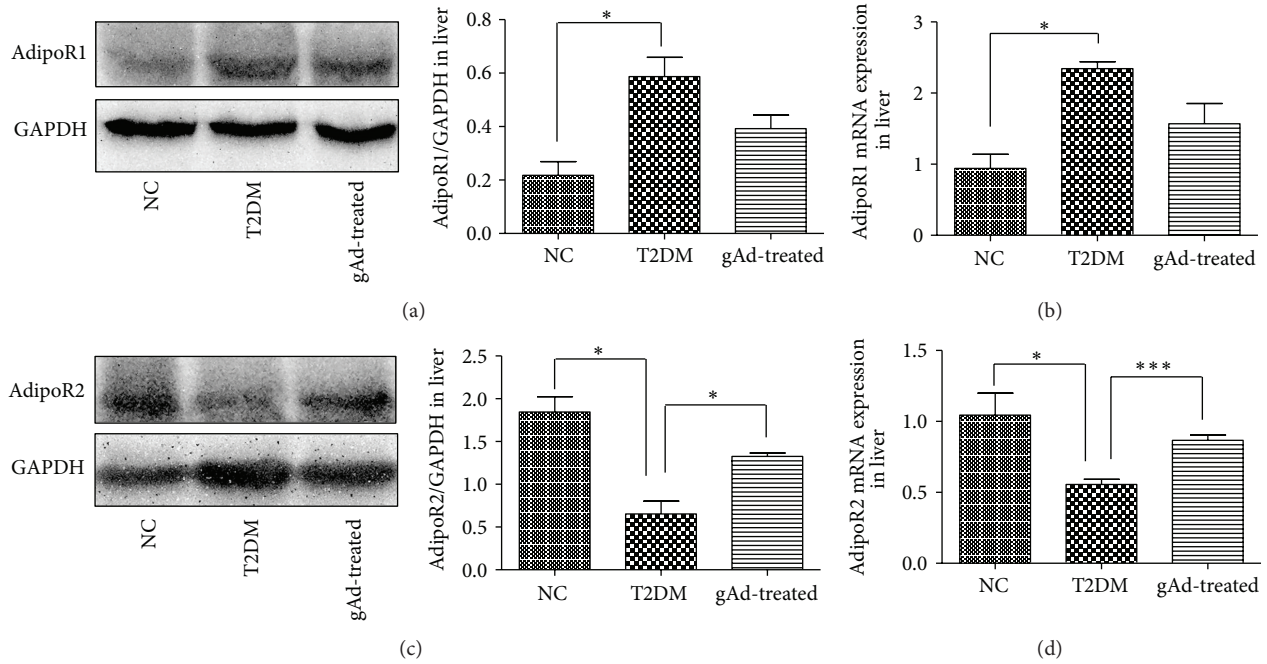 AdipoR1
GAPDH
NC
T2DM
gAd-treated
AdipoR1/GAPDH in liver
0.8
0.6
0.4
0.2
0.0
*
NC
T2DM
gAd-treated
(a)
AdipoR1 mRNA expression
in liver
3
2
1
0
*
NC
T2DM
gAd-treated
(b)
AdipoR2
GAPDH
NC
T2DM
gAd-treated
AdipoR2/GAPDH in liver
2.5
2.0
1.5
1.0
0.5
0.0
*
*
NC
T2DM
gAd-treated
(c)
AdipoR2 mRNA expression
in liver
1.5
1.0
0.5
0.0
*
***
NC
T2DM
gAd-treated
(d)